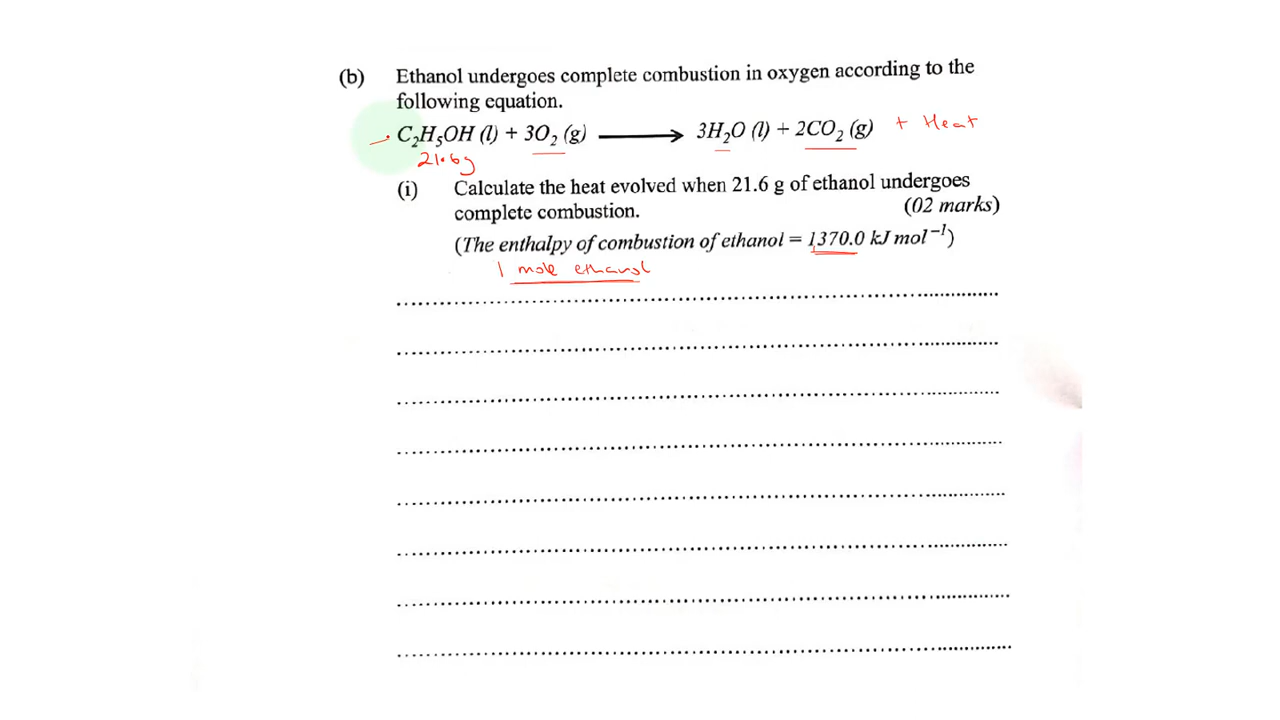 (b) Ethanol undergoes complete combustion in oxygen according to the
following equation.
C₂H₅OH (l) + 3O₂ (g) ⟶ 3H₂O (l) + 2CO₂ (g) + Heat
21.6g
(i) Calculate the heat evolved when 21.6 g of ethanol undergoes
complete combustion. (02 marks)
(The enthalpy of combustion of ethanol = 1370.0 kJ mol⁻¹)
1 mole ethanol